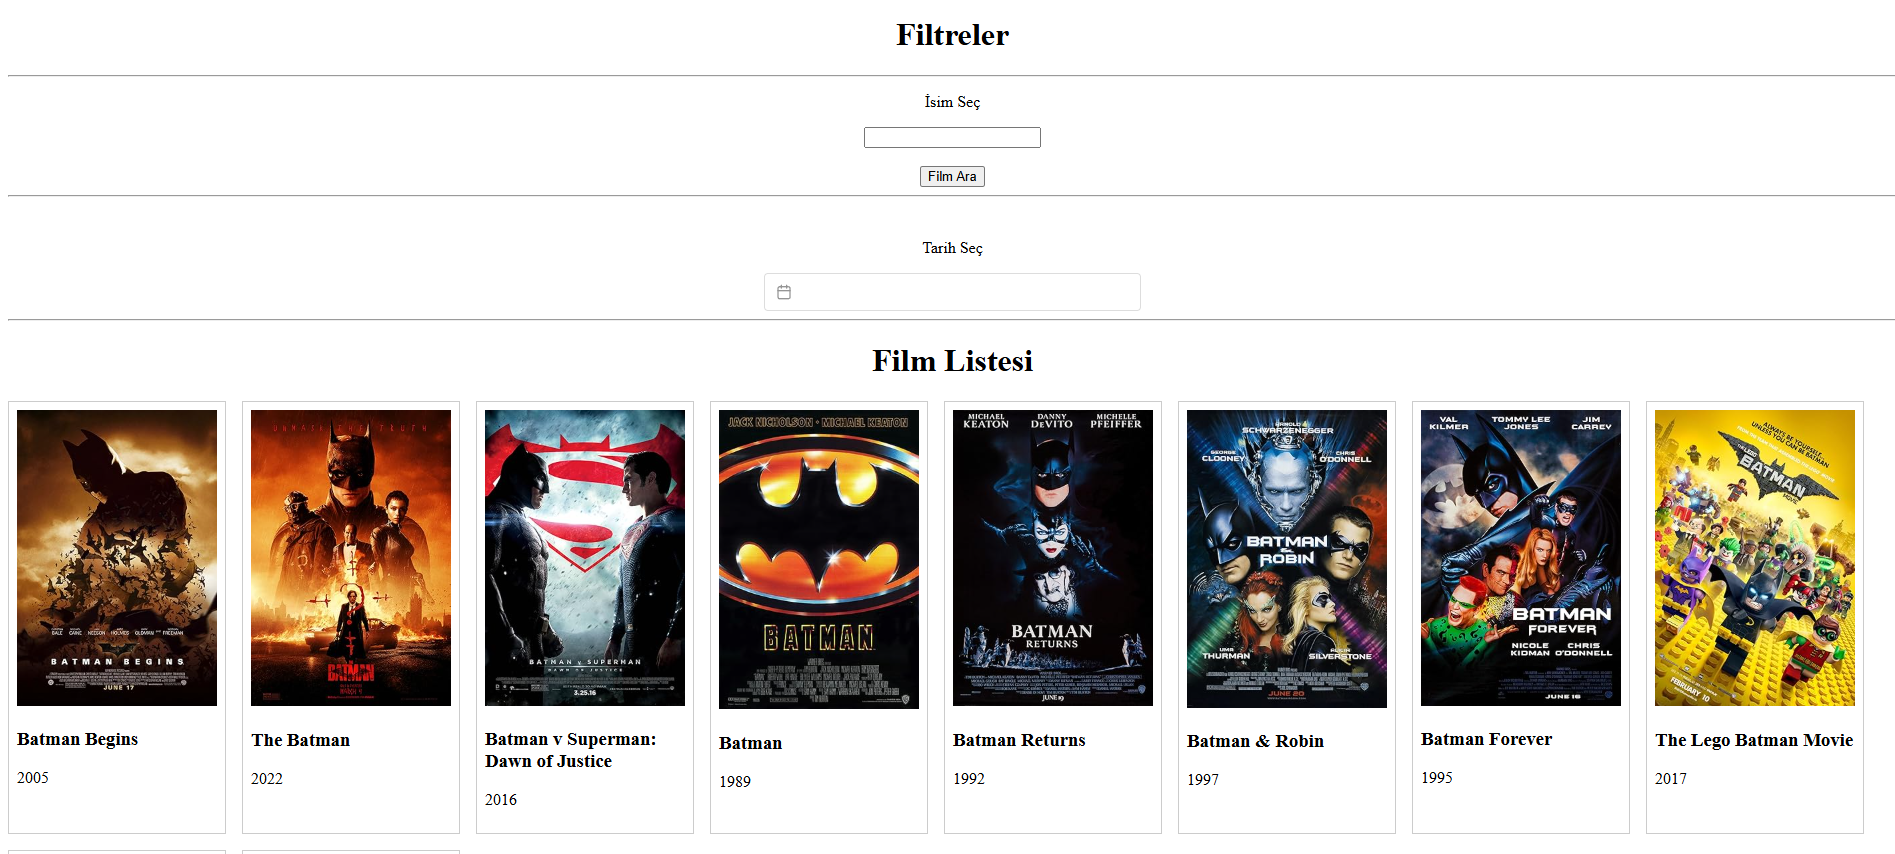 Filtreler
İsim Seç
Film Ara
Tarih Seç
Film Listesi
BATMAN BEGINS
JUNE 17
Batman Begins
2005
UNMASK THE TRUTH
THE
BATMAN
MARCH 4
The Batman
2022
BATMAN v SUPERMAN
DAWN OF JUSTICE
3.25.16
Batman v Superman:
Dawn of Justice
2016
JACK NICHOLSON · MICHAEL KEATON
BATMAN
Batman
1989
MICHAEL KEATON
DANNY DeVITO
MICHELLE PFEIFFER
BATMAN
RETURNS
JUNE 19
Batman Returns
1992
ARNOLD
SCHWARZENEGGER
GEORGE
CLOONEY
CHRIS
O'DONNELL
BATMAN
&
ROBIN
UMA
THURMAN
ALICIA
SILVERSTONE
JUNE 20
Batman & Robin
1997
VAL
KILMER
TOMMY LEE
JONES
JIM
CARREY
BATMAN
FOREVER
NICOLE
KIDMAN
CHRIS
O'DONNELL
JUNE 16
Batman Forever
1995
ALWAYS BE YOURSELF.
UNLESS YOU CAN BE BATMAN
THE LEGO
BATMAN
MOVIE
FEBRUARY 10
The Lego Batman Movie
2017